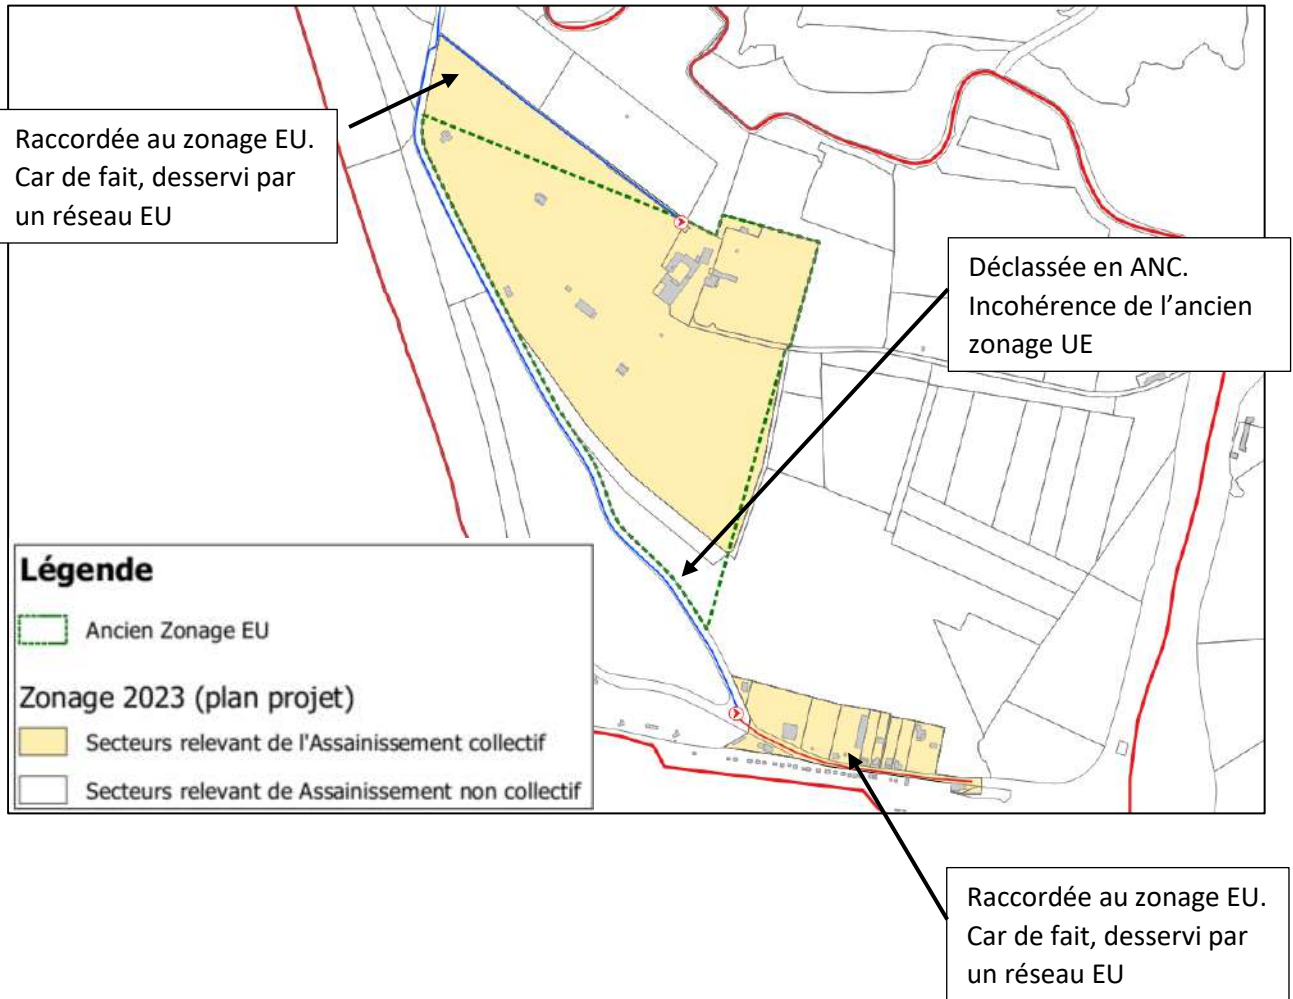 Raccordée au zonage EU.
Car de fait, desservi par
un réseau EU
Déclassée en ANC.
Incohérence de l’ancien
zonage UE
Légende
Ancien Zonage EU
Zonage 2023 (plan projet)
Secteurs relevant de l'Assainissement collectif
Secteurs relevant de Assainissement non collectif
Raccordée au zonage EU.
Car de fait, desservi par
un réseau EU